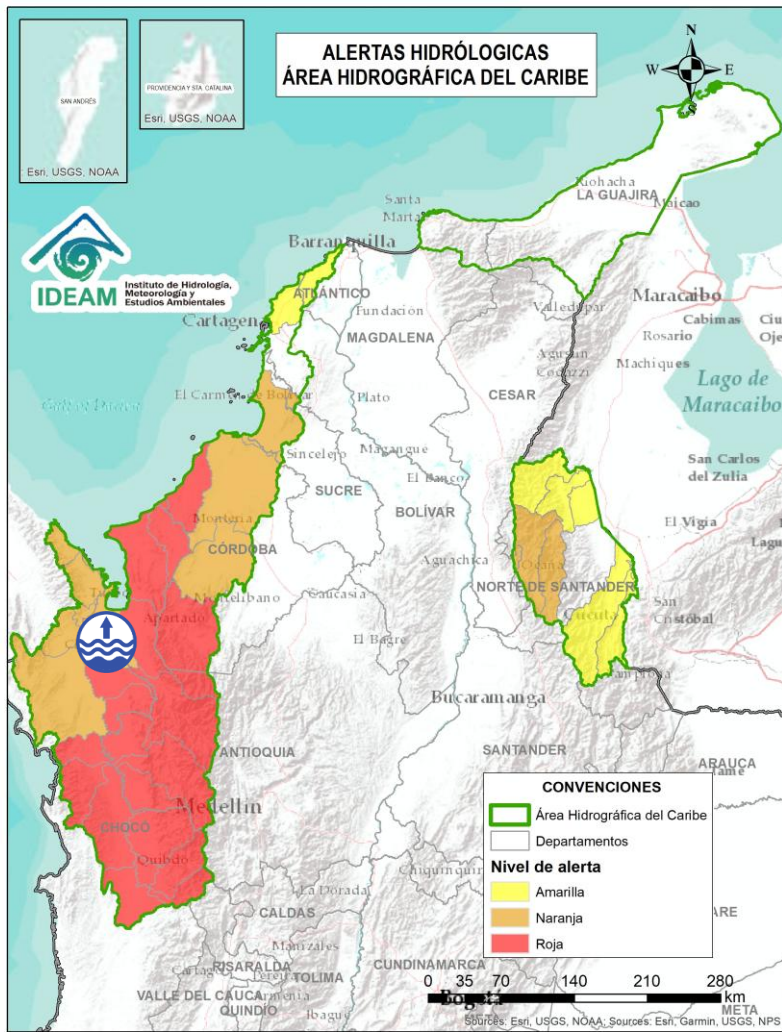 ALERTAS HIDRÓLOGICAS
ÁREA HIDROGRÁFICA DEL CARIBE
N
W E
S
SAN ANDRÉS
Esri, USGS, NOAA
PROVIDENCIA Y STA. CATALINA
Esri, USGS, NOAA
IDEAM
Instituto de Hidrología,
Meteorología y
Estudios Ambientales
Riohacha
LA GUAJIRA
Maicao
Santa
Marta
Barranquilla
ATLÁNTICO
Cartagena
Fundación
MAGDALENA
Valledupar
Maracaibo
Cabimas
Rosario
Machiques
Agustín
Codazzi
CESAR
Lago de
Maracaibo
El Carmen de Bolívar
Plato
Sincelejo
Magangue
El Banco
SUCRE
BOLÍVAR
San Carlos
del Zulia
El Vigía
Montería
CÓRDOBA
Aguachica
Ocaña
NORTE DE SANTANDER
Cúcuta
San
Cristóbal
Montelibano
Caucasia
Apartadó
El Bagre
Bucaramanga
SANTANDER
ANTIOQUIA
ARAUCA
Medellín
CHOCÓ
Quibdó
La Dorada
CALDAS
Manizales
RISARALDA
TOLIMA
CUNDINAMARCA
VALLE DEL CAUCA
Armenia
QUINDÍO
Ibague
Bogotá
META
CONVENCIONES
Área Hidrográfica del Caribe
Departamentos
Nivel de alerta
Amarilla
Naranja
Roja
0 35 70 140 210 280
km
Sources: Esri, USGS, NOAA; Sources: Esri, Garmin, USGS, NPS